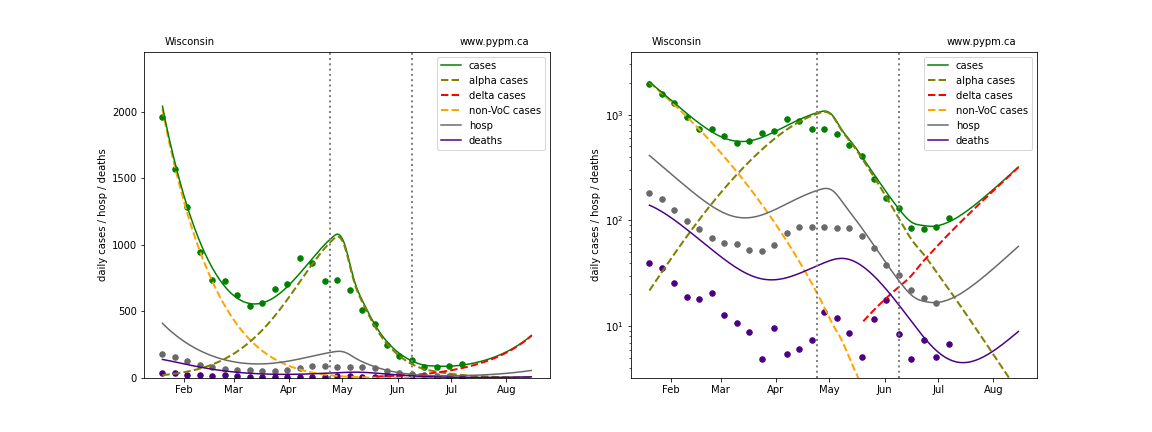 Wisconsin www.pypm.ca
cases
alpha cases
delta cases
non-VoC cases
hosp
deaths
daily cases / hosp / deaths
2000
1500
1000
500
0
Feb Mar Apr May Jun Jul Aug
Wisconsin www.pypm.ca
cases
alpha cases
delta cases
non-VoC cases
hosp
deaths
daily cases / hosp / deaths
10³
10²
10¹
Feb Mar Apr May Jun Jul Aug